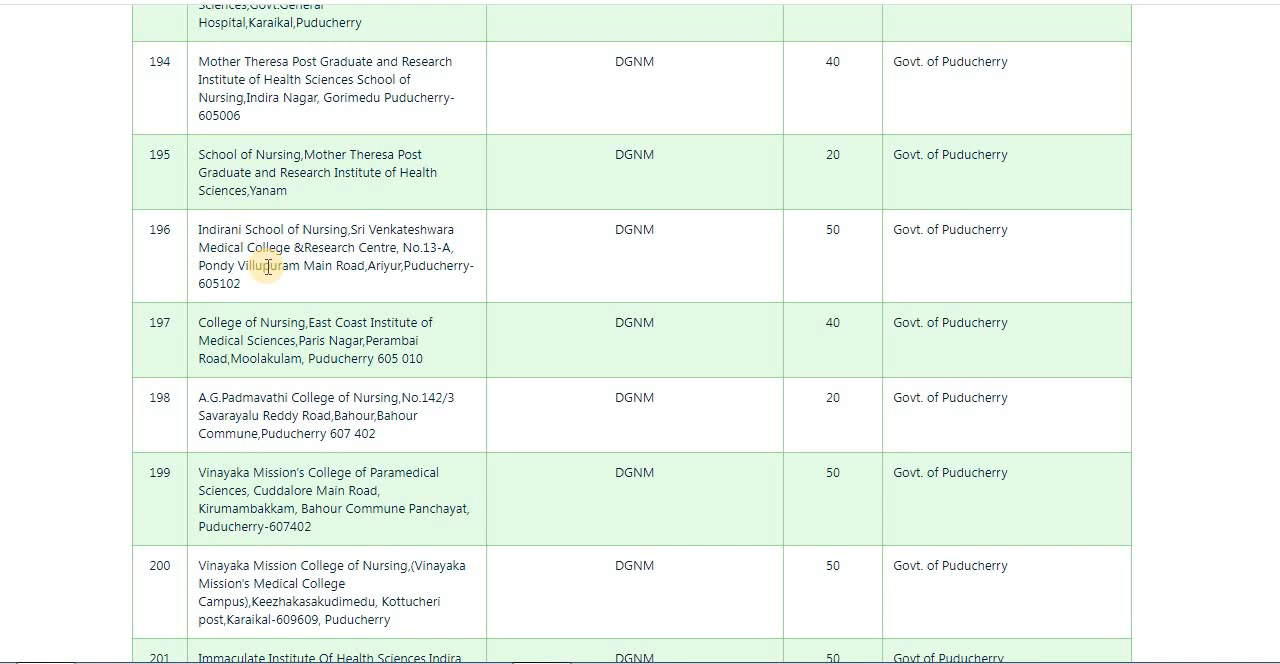 Sciences,Govt.General
Hospital,Karaikal,Puducherry
194
Mother Theresa Post Graduate and Research
Institute of Health Sciences School of
Nursing,Indira Nagar, Gorimedu Puducherry-
605006
DGNM
40
Govt. of Puducherry
195
School of Nursing,Mother Theresa Post
Graduate and Research Institute of Health
Sciences,Yanam
DGNM
20
Govt. of Puducherry
196
Indirani School of Nursing,Sri Venkateshwara
Medical College &Research Centre, No.13-A,
Pondy Villupuram Main Road,Ariyur,Puducherry-
605102
DGNM
50
Govt. of Puducherry
197
College of Nursing,East Coast Institute of
Medical Sciences,Paris Nagar,Perambai
Road,Moolakulam, Puducherry 605 010
DGNM
40
Govt. of Puducherry
198
A.G.Padmavathi College of Nursing,No.142/3
Savarayalu Reddy Road,Bahour,Bahour
Commune,Puducherry 607 402
DGNM
20
Govt. of Puducherry
199
Vinayaka Mission's College of Paramedical
Sciences, Cuddalore Main Road,
Kirumambakkam, Bahour Commune Panchayat,
Puducherry-607402
DGNM
50
Govt. of Puducherry
200
Vinayaka Mission College of Nursing,(Vinayaka
Mission's Medical College
Campus),Keezhakasakudimedu, Kottucheri
post,Karaikal-609609, Puducherry
DGNM
50
Govt. of Puducherry
201
Immaculate Institute Of Health Sciences Indira
DGNM
50
Govt of Puducherry